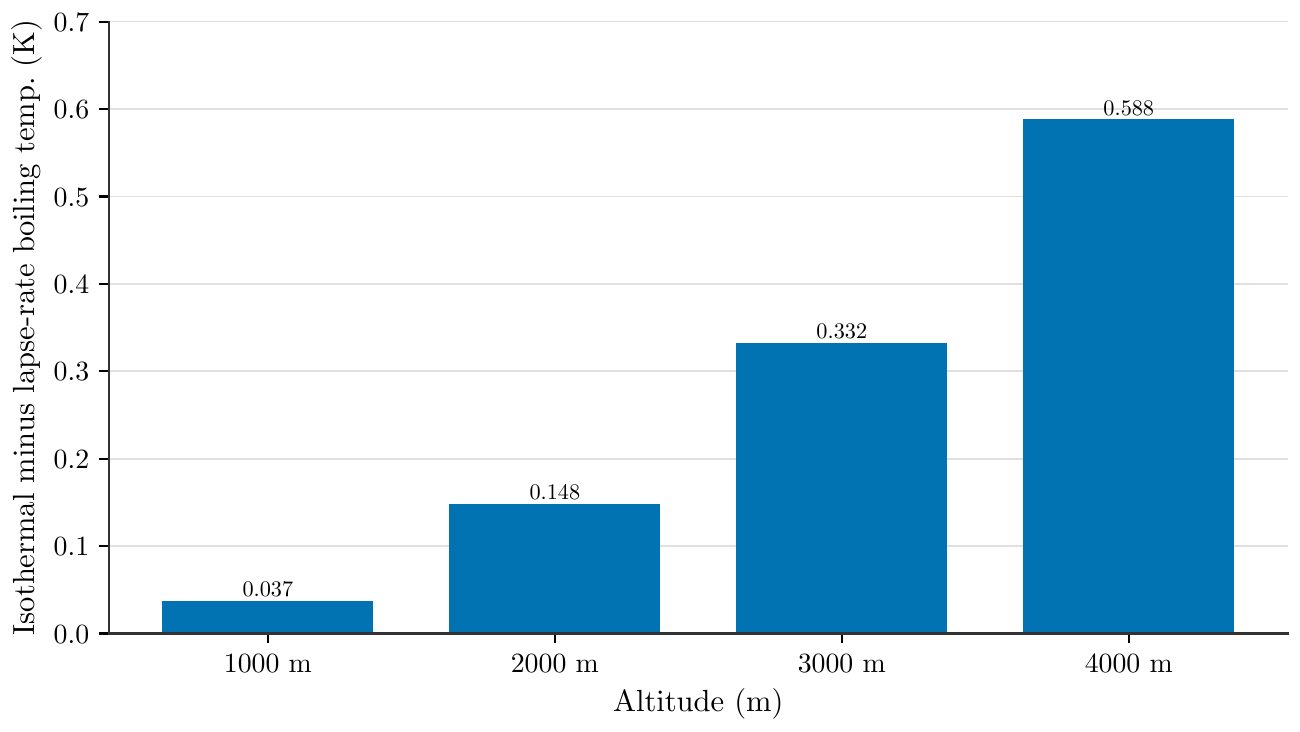 Isothermal minus lapse-rate boiling temp. (K)
0.7
0.6
0.5
0.4
0.3
0.2
0.1
0.0
0.037
0.148
0.332
0.588
1000 m
2000 m
3000 m
4000 m
Altitude (m)